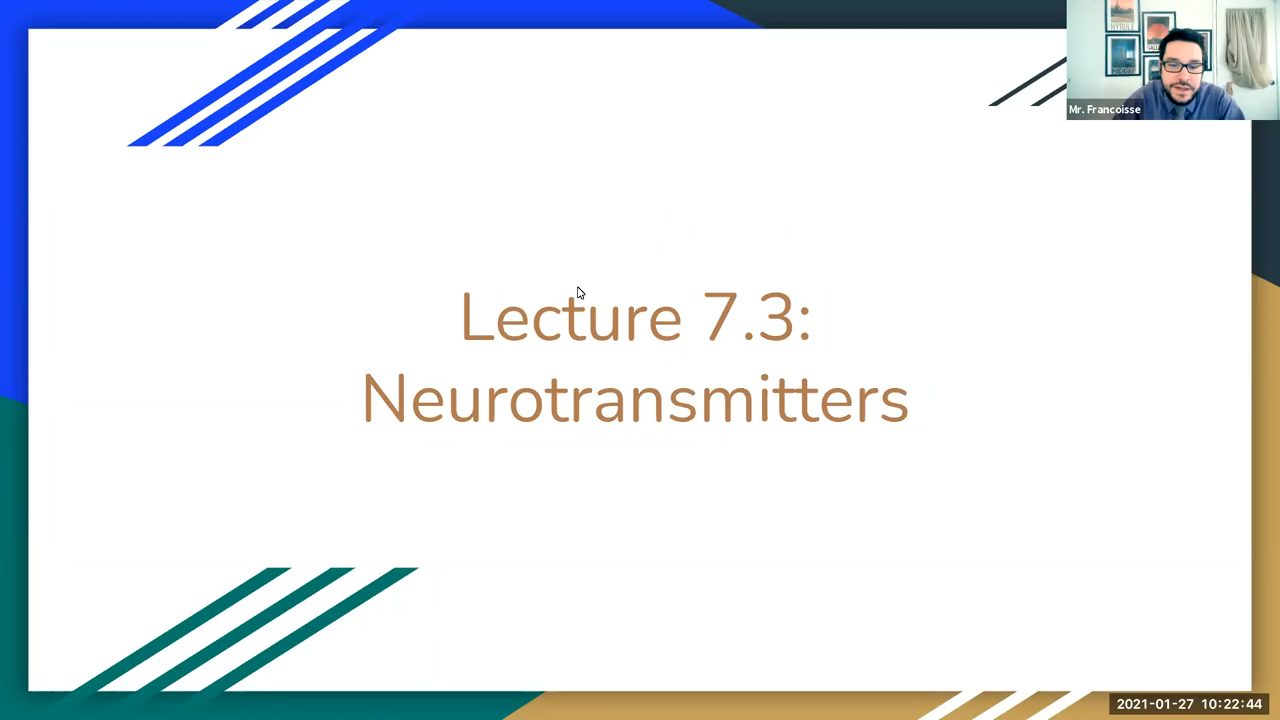 Mr. Francoisse
Lecture 7.3:
Neurotransmitters
2021-01-27 10:22:44